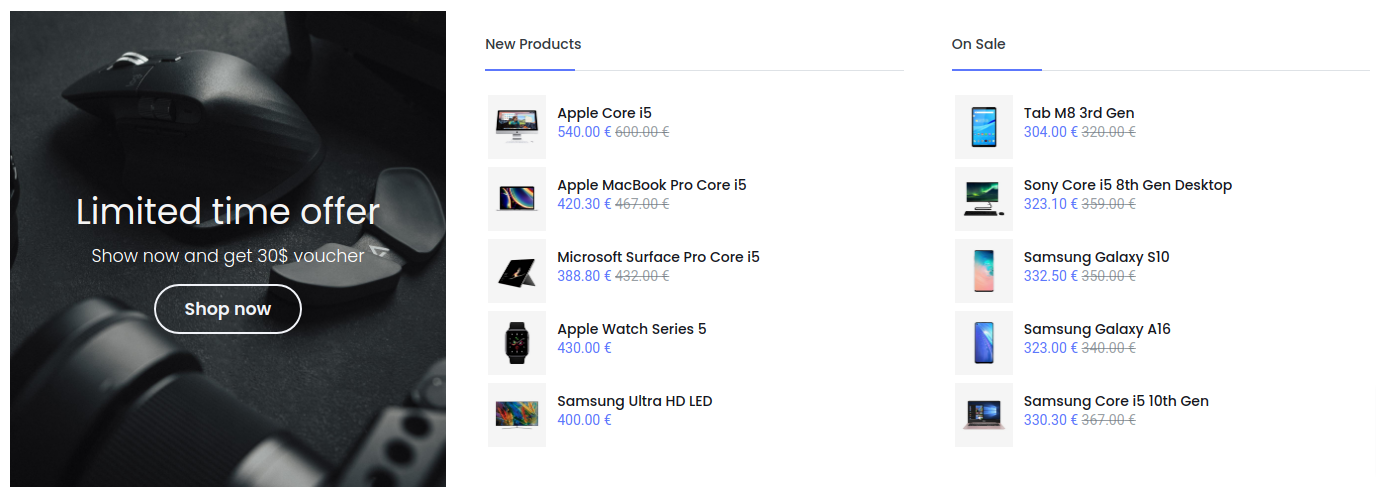 Limited time offer
Show now and get 30$ voucher
Shop now
New Products
Apple Core i5
540.00 € 600.00 €
Apple MacBook Pro Core i5
420.30 € 467.00 €
Microsoft Surface Pro Core i5
388.80 € 432.00 €
Apple Watch Series 5
430.00 €
Samsung Ultra HD LED
400.00 €
On Sale
Tab M8 3rd Gen
304.00 € 320.00 €
Sony Core i5 8th Gen Desktop
323.10 € 359.00 €
Samsung Galaxy S10
332.50 € 350.00 €
Samsung Galaxy A16
323.00 € 340.00 €
Samsung Core i5 10th Gen
330.30 € 367.00 €